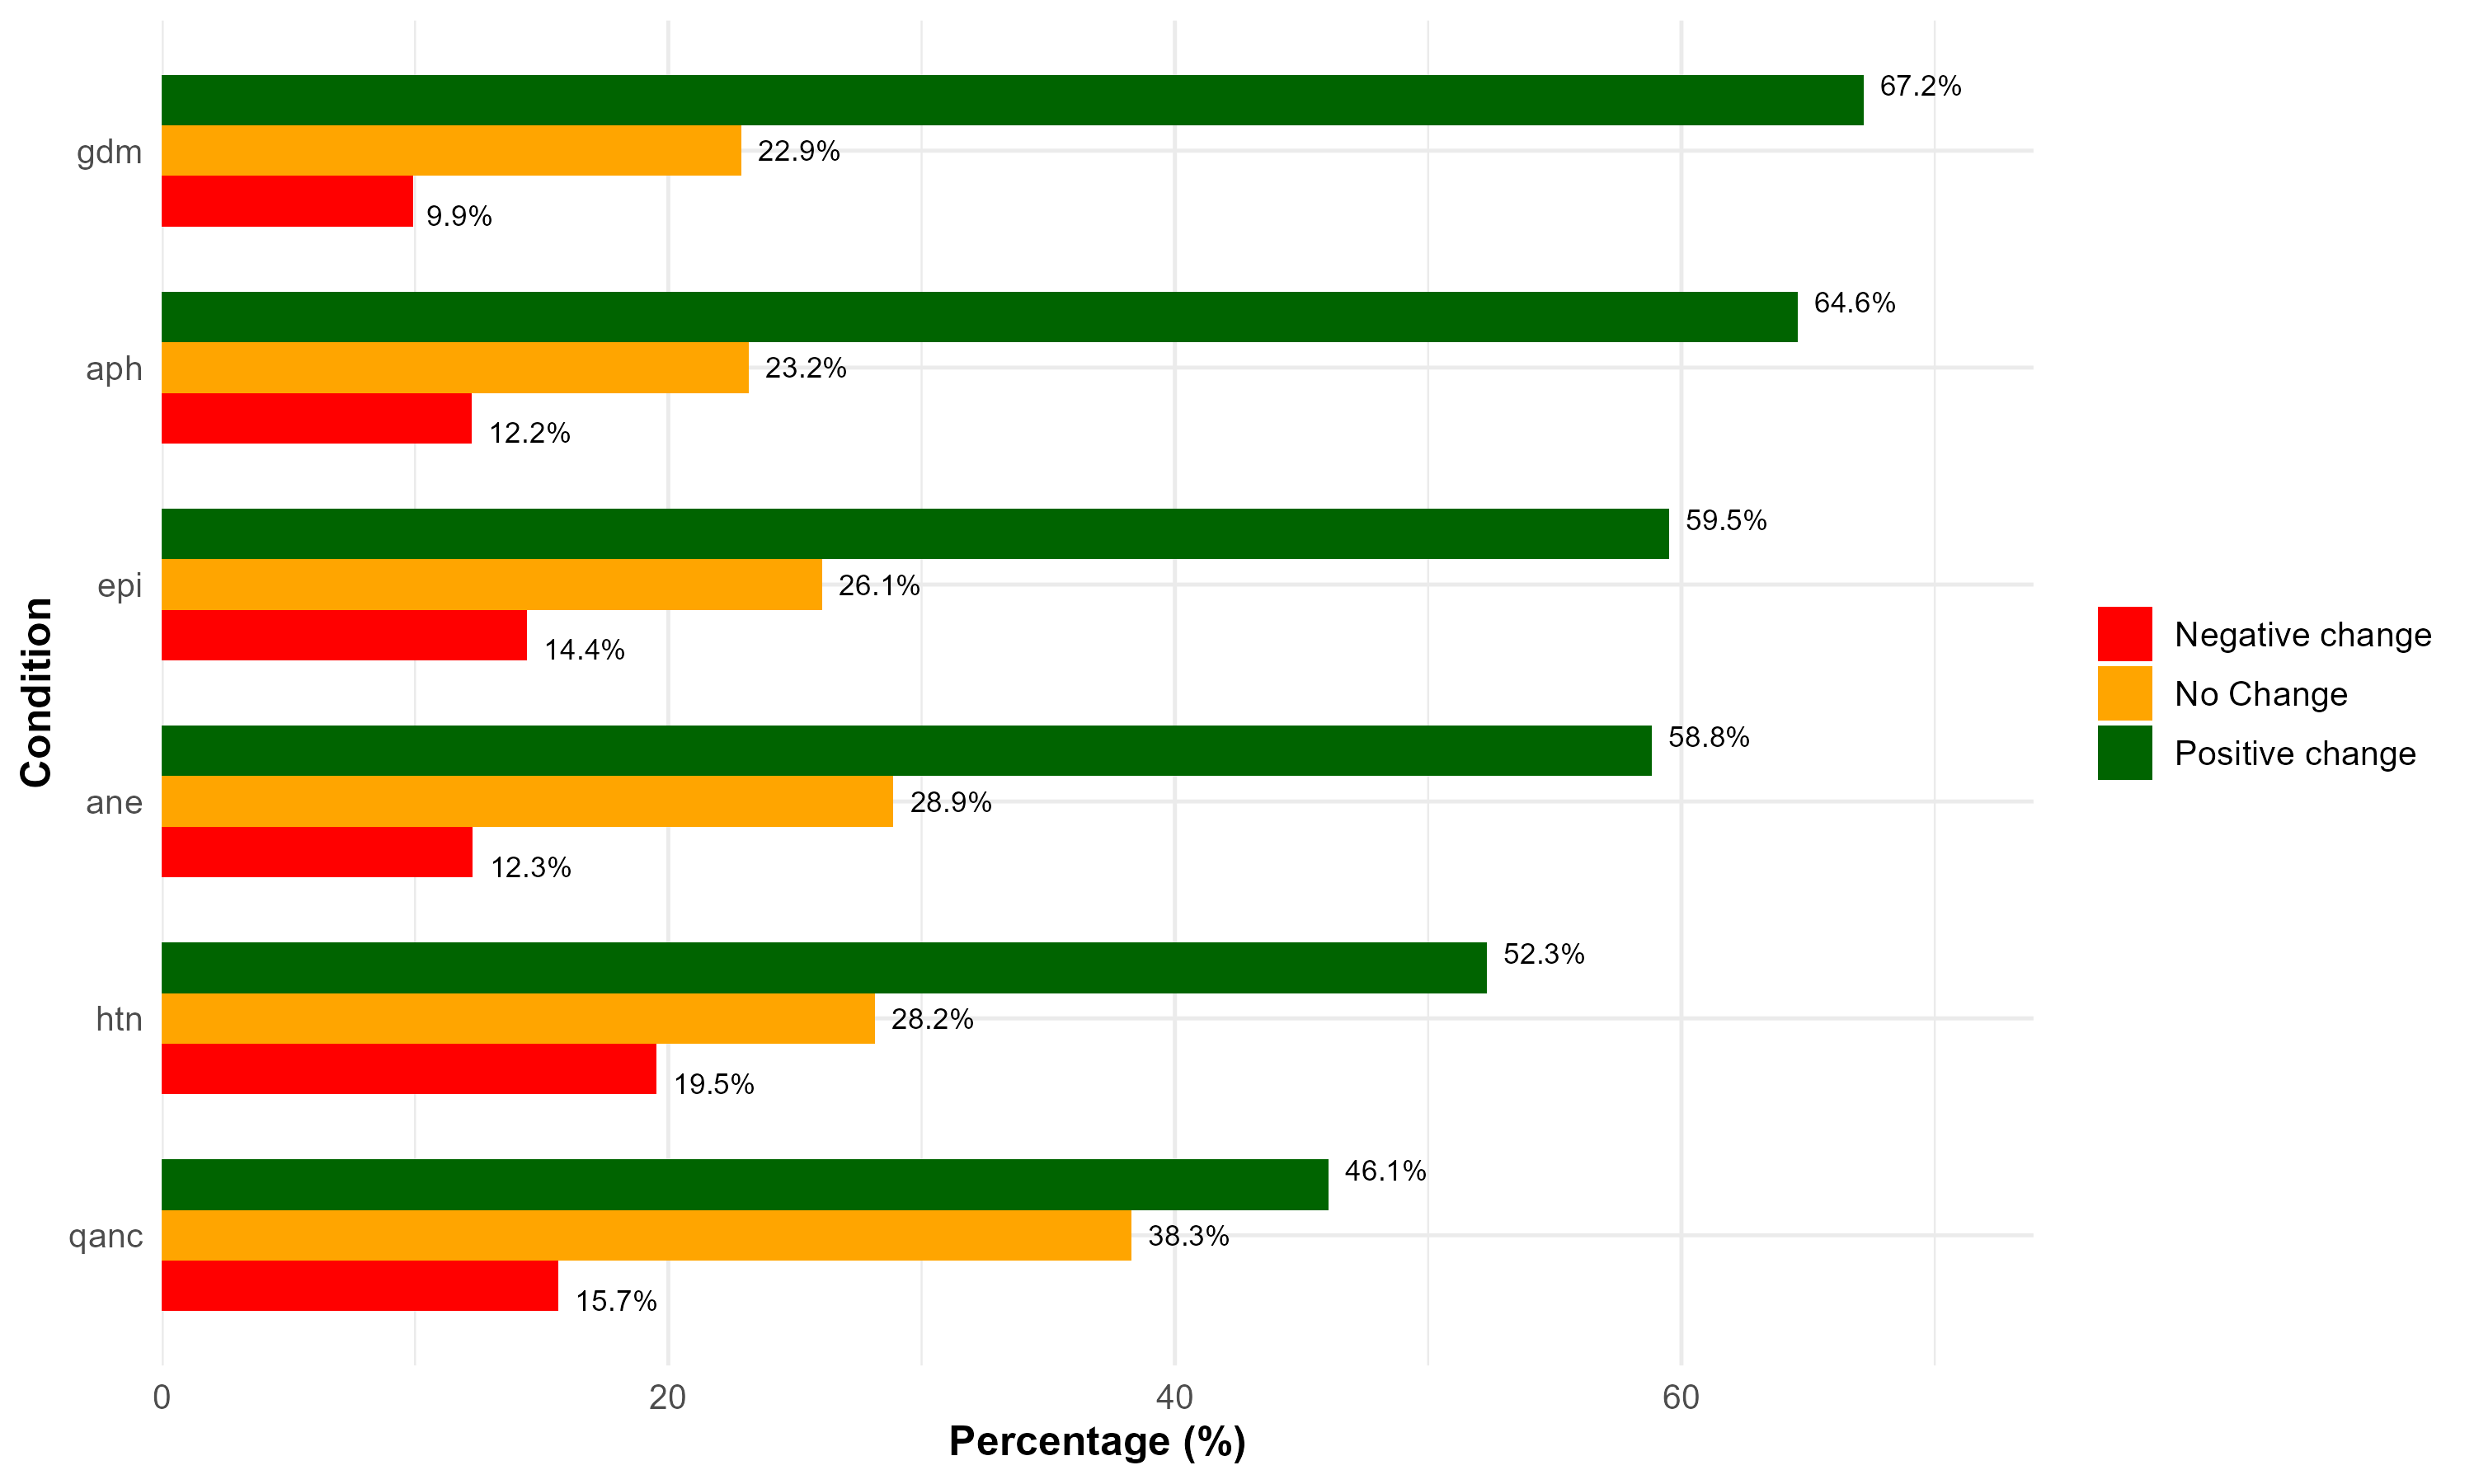 67.2%
gdm
22.9%
9.9%
64.6%
aph
23.2%
12.2%
59.5%
epi
26.1%
14.4%
58.8%
ane
28.9%
12.3%
52.3%
htn
28.2%
19.5%
46.1%
qanc
38.3%
15.7%
0 20 40 60
Percentage (%)
Condition
Negative change
No Change
Positive change